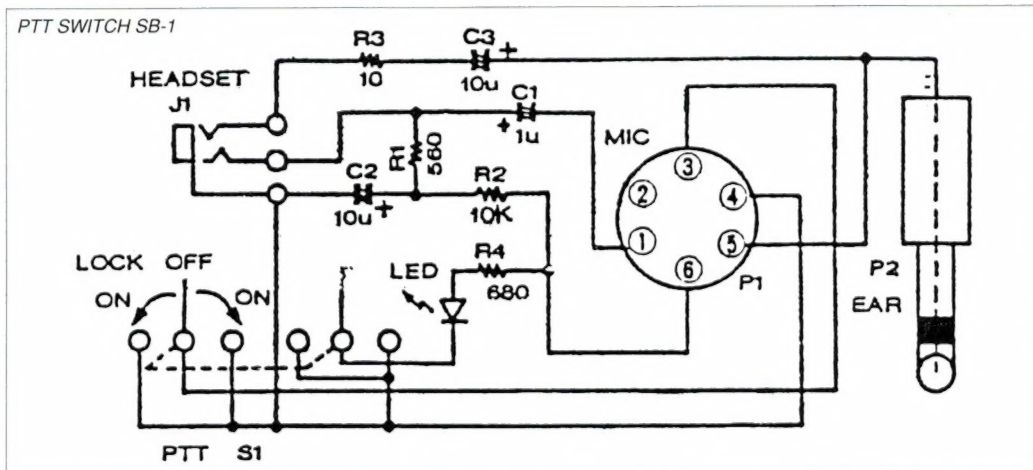 PTT SWITCH SB-1
R3
10
C3
+
10u
HEADSET
J1
C1
+
1u
MIC
R1
560
C2
10u
+
R2
10K
R4
680
LED
3
2
4
1
5
6
P1
LOCK OFF
ON
ON
P2
EAR
PTT S1